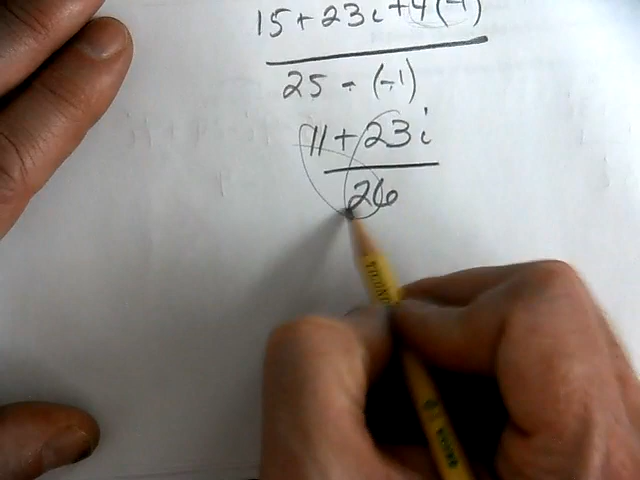 15 + 23i + 4(-1)
25 - (-1)
11 + 23i
26